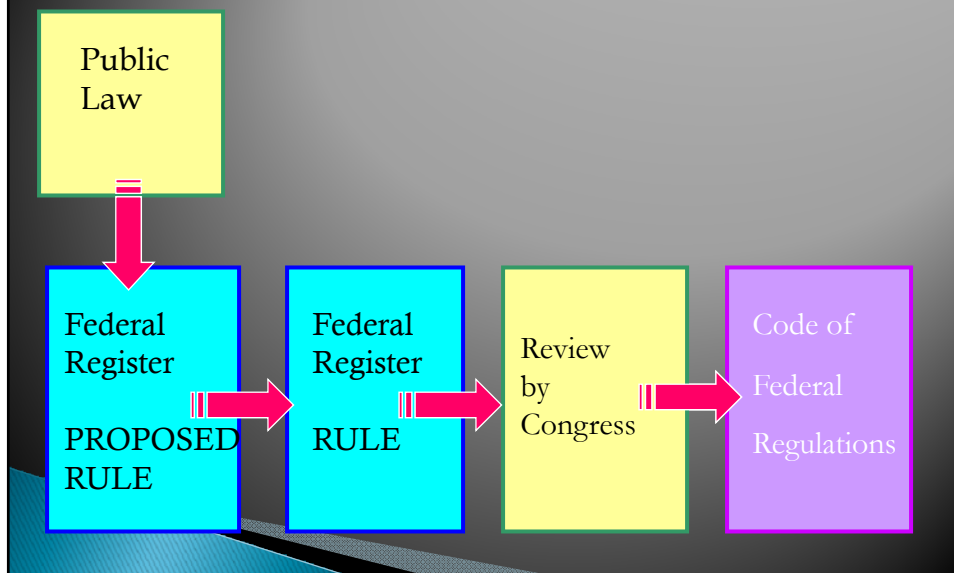 Public
Law
Federal
Register
PROPOSED
RULE
Federal
Register
RULE
Review
by
Congress
Code of
Federal
Regulations